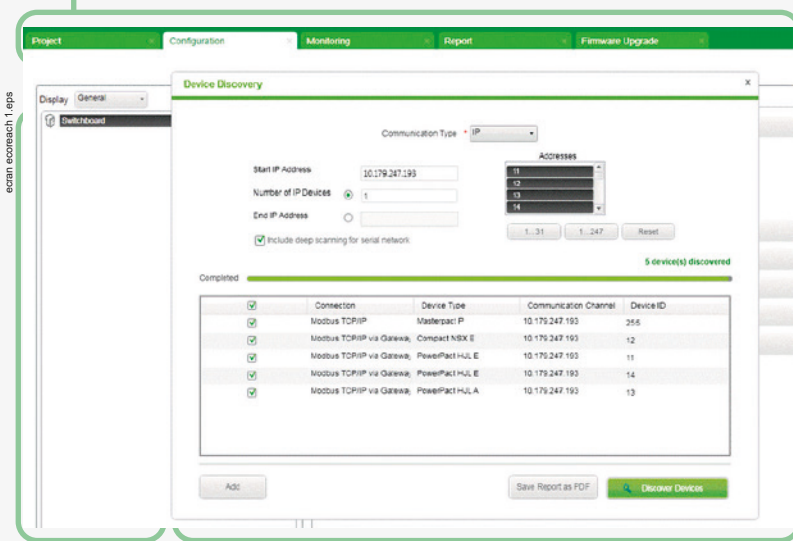 Project Configuration Monitoring Report Firmware Upgrade
Device Discovery x
Display General
Switchboard
Communication Type * IP
Addresses
Start IP Address 10.179.247.193
11
12
13
14
Number of IP Devices 1
End IP Address
1...31 1...247 Reset
Include deep scanning for serial network
5 device(s) discovered
Completed
Connection Device Type Communication Channel Device ID
Modbus TCP/IP Masterpact P 10.179.247.193 255
Modbus TCP/IP via Gateway Compact NSX E 10.179.247.193 12
Modbus TCP/IP via Gateway PowerPact HJL E 10.179.247.193 11
Modbus TCP/IP via Gateway PowerPact HJL E 10.179.247.193 14
Modbus TCP/IP via Gateway PowerPact HJL A 10.179.247.193 13
Add Save Report as PDF Discover Devices
ecran ecoreach 1.eps